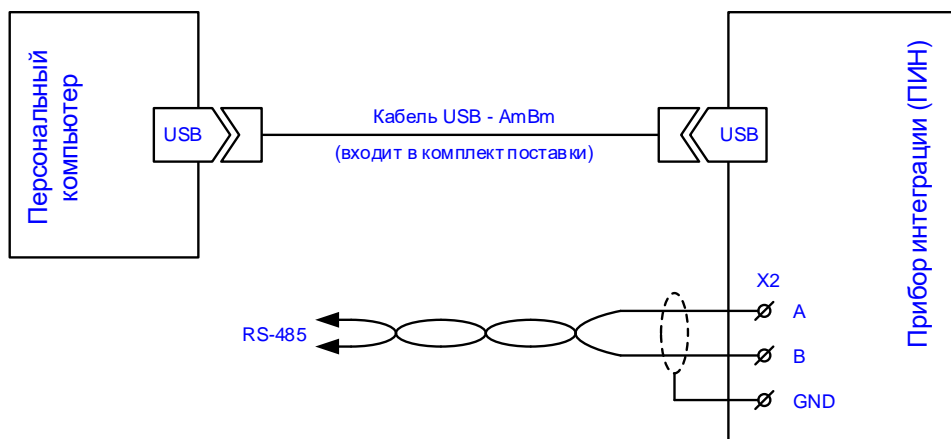 Персональный
компьютер
USB
Кабель USB - AmBm
(входит в комплект поставки)
USB
Прибор интеграции (ПИН)
X2
A
RS-485
B
GND